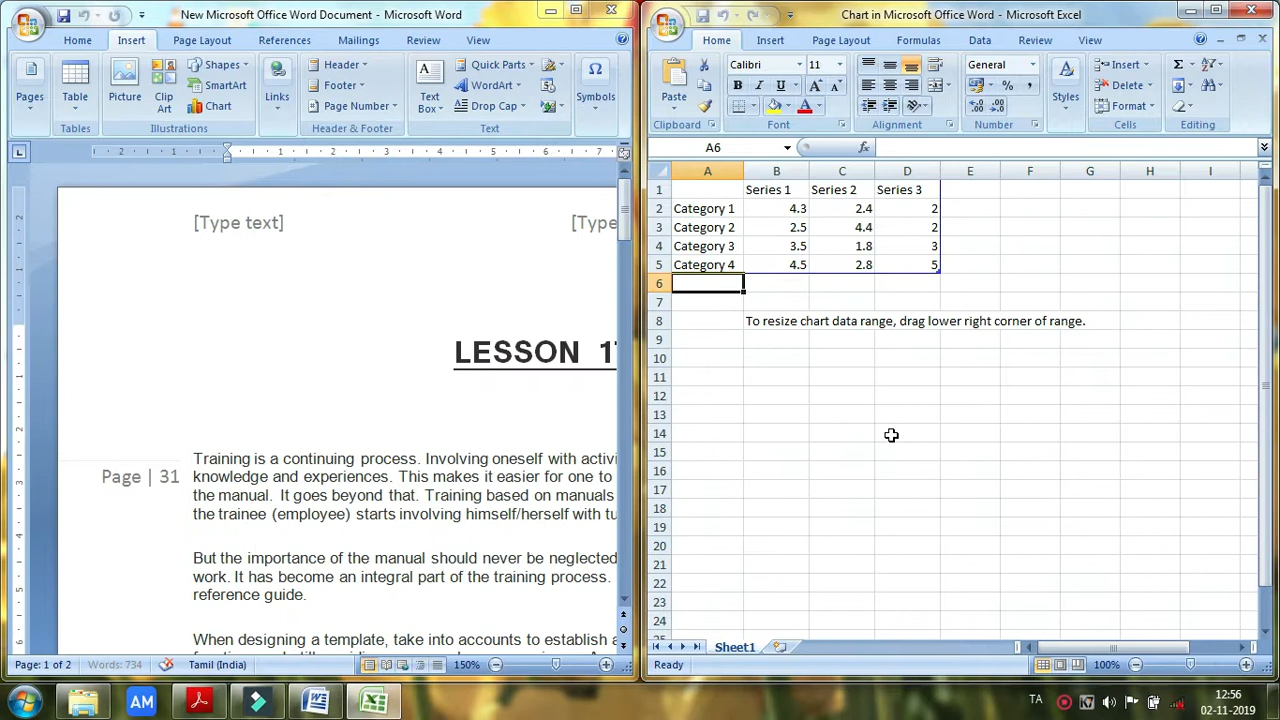 New Microsoft Office Word Document - Microsoft Word
Home Insert Page Layout References Mailings Review View
Pages
Table
Tables
Picture
Clip Art
Shapes
SmartArt
Chart
Illustrations
Links
Header
Footer
Page Number
Header & Footer
A Text Box
Quick Parts
WordArt
Drop Cap
Text
Ω Symbols
2 1 1 2 3 4 5 6 7
[Type text] [Type
LESSON
Page | 31
Training is a continuing process. Involving oneself with activi
knowledge and experiences. This makes it easier for one to
the manual. It goes beyond that. Training based on manuals
the trainee (employee) starts involving himself/herself with tu
But the importance of the manual should never be neglected
work. It has become an integral part of the training process.
reference guide.
When designing a template, take into accounts to establish a
Page: 1 of 2 Words: 734 Tamil (India) 150%
Chart in Microsoft Office Word - Microsoft Excel
Home Insert Page Layout Formulas Data Review View
Paste
Clipboard
Calibri 11
B I U
Font
Alignment
General
Number
Styles
Insert
Delete
Format
Cells
Editing
A6 fx
A B C D E F G H I
1 Series 1 Series 2 Series 3
2 Category 1 4.3 2.4 2
3 Category 2 2.5 4.4 2
4 Category 3 3.5 1.8 3
5 Category 4 4.5 2.8 5
6
7
8 To resize chart data range, drag lower right corner of range.
9
10
11
12
13
14
15
16
17
18
19
20
21
22
23
24
Sheet1
Ready 100%
AM
TA
12:56
02-11-2019